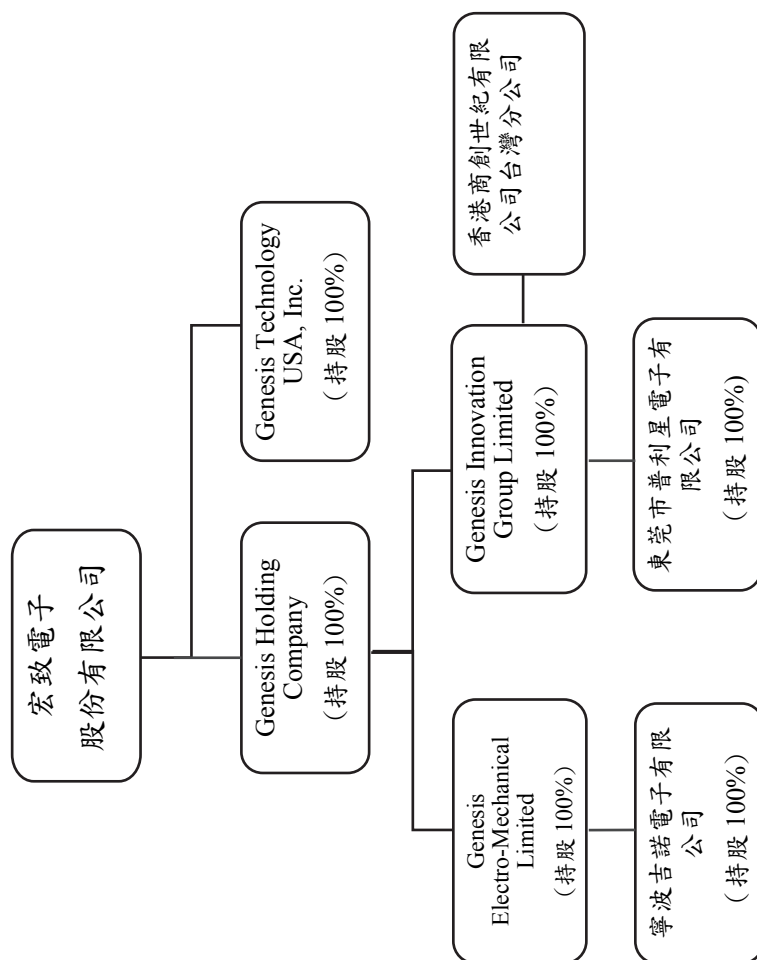 宏致電子
股份有限公司
Genesis Holding
Company
（持股 100%）
Genesis Technology
USA, Inc.
（持股 100%）
Genesis
Electro-Mechanical
Limited
（持股 100%）
Genesis Innovation
Group Limited
（持股 100%）
香港商創世紀有限
公司台灣分公司
寧波吉諾電子有限
公司
（持股 100%）
東莞市普利星電子有
限公司
（持股 100%）